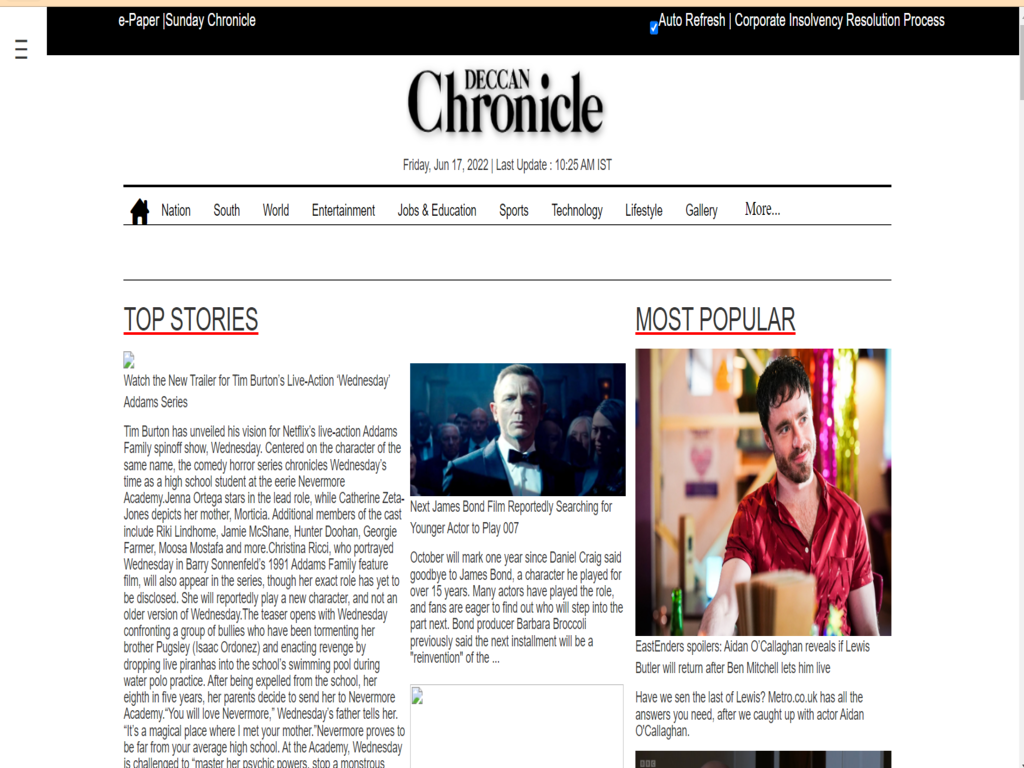 e-Paper |Sunday Chronicle
Auto Refresh | Corporate Insolvency Resolution Process
DECCAN
Chronicle
Friday, Jun 17, 2022 | Last Update : 10:25 AM IST
Nation South World Entertainment Jobs & Education Sports Technology Lifestyle Gallery More...
TOP STORIES
Watch the New Trailer for Tim Burton's Live-Action 'Wednesday'
Addams Series
Tim Burton has unveiled his vision for Netflix's live-action Addams
Family spinoff show, Wednesday. Centered on the character of the
same name, the comedy horror series chronicles Wednesday's
time as a high school student at the eerie Nevermore
Academy.Jenna Ortega stars in the lead role, while Catherine Zeta-
Jones depicts her mother, Morticia. Additional members of the cast
include Riki Lindhome, Jamie McShane, Hunter Doohan, Georgie
Farmer, Moosa Mostafa and more.Christina Ricci, who portrayed
Wednesday in Barry Sonnenfeld's 1991 Addams Family feature
film, will also appear in the series, though her exact role has yet to
be disclosed. She will reportedly play a new character, and not an
older version of Wednesday.The teaser opens with Wednesday
confronting a group of bullies who have been tormenting her
brother Pugsley (Isaac Ordonez) and enacting revenge by
dropping live piranhas into the school's swimming pool during
water polo practice. After being expelled from the school, her
eighth in five years, her parents decide to send her to Nevermore
Academy."You will love Nevermore," Wednesday's father tells her.
"It's a magical place where I met your mother."Nevermore proves to
be far from your average high school. At the Academy, Wednesday
is challenged to "master her psychic powers, stop a monstrous
Next James Bond Film Reportedly Searching for
Younger Actor to Play 007
October will mark one year since Daniel Craig said
goodbye to James Bond, a character he played for
over 15 years. Many actors have played the role,
and fans are eager to find out who will step into the
part next. Bond producer Barbara Broccoli
previously said the next installment will be a
"reinvention" of the ...
MOST POPULAR
EastEnders spoilers: Aidan O'Callaghan reveals if Lewis
Butler will return after Ben Mitchell lets him live
Have we sen the last of Lewis? Metro.co.uk has all the
answers you need, after we caught up with actor Aidan
O'Callaghan.
BBC